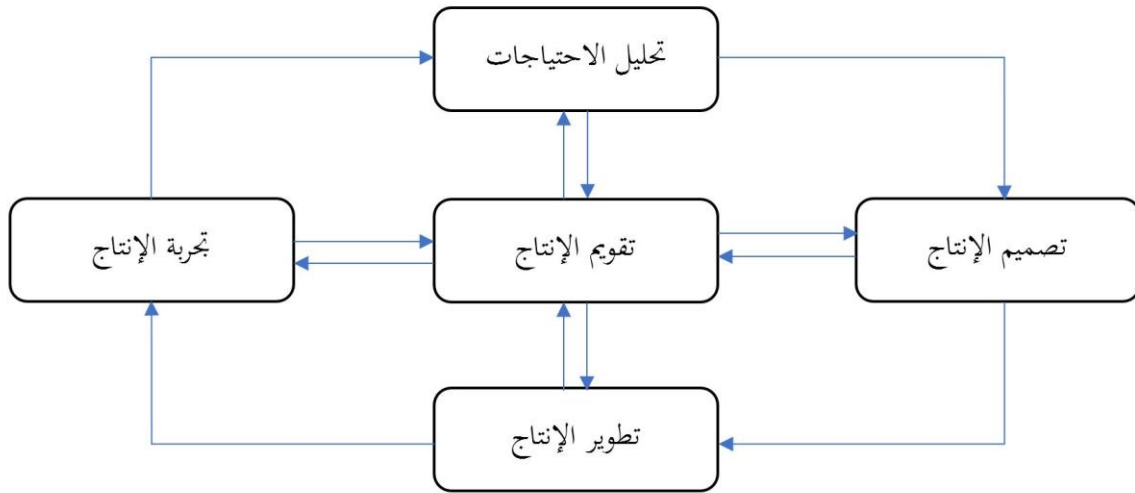 تحليل الاحتياجات
تصميم الإنتاج
تقويم الإنتاج
تجربة الإنتاج
تطوير الإنتاج